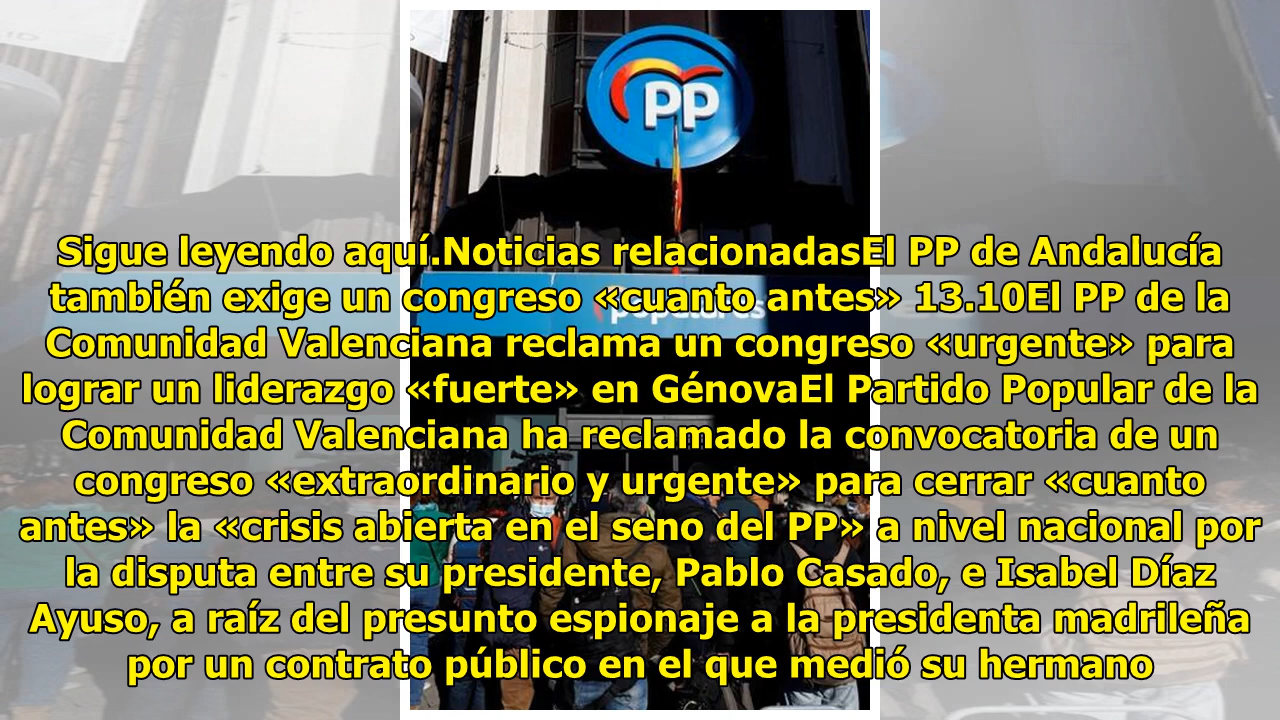 pp
populares
Sigue leyendo aquí.Noticias relacionadasEl PP de Andalucía
también exige un congreso «cuanto antes» 13.10El PP de la
Comunidad Valenciana reclama un congreso «urgente» para
lograr un liderazgo «fuerte» en GénovaEl Partido Popular de la
Comunidad Valenciana ha reclamado la convocatoria de un
congreso «extraordinario y urgente» para cerrar «cuanto
antes» la «crisis abierta en el seno del PP» a nivel nacional por
la disputa entre su presidente, Pablo Casado, e Isabel Díaz
Ayuso, a raíz del presunto espionaje a la presidenta madrileña
por un contrato público en el que medió su hermano